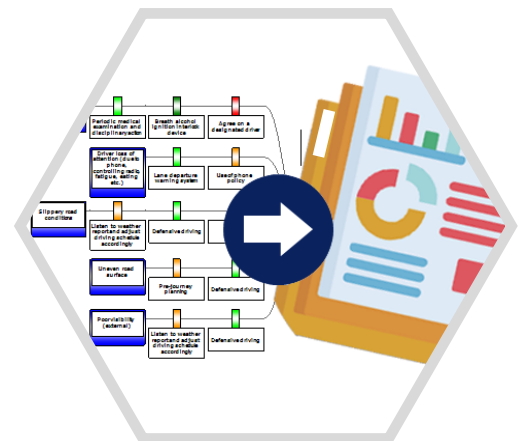 Periodic medical
examination and
disciplinary action
Breath alcohol
ignition interlock
device
Agree on a
designated driver
Driver loss of
attention (due to
phone,
controlling radio,
fatigue, eating
etc.)
Lane departure
warning system
Use of phone
policy
Slippery road
conditions
Listen to weather
report and adjust
driving schedule
accordingly
Defensive driving
Uneven road
surface
Pre-journey
planning
Defensive driving
Poor visibility
(external)
Listen to weather
report and adjust
driving schedule
accordingly
Defensive driving